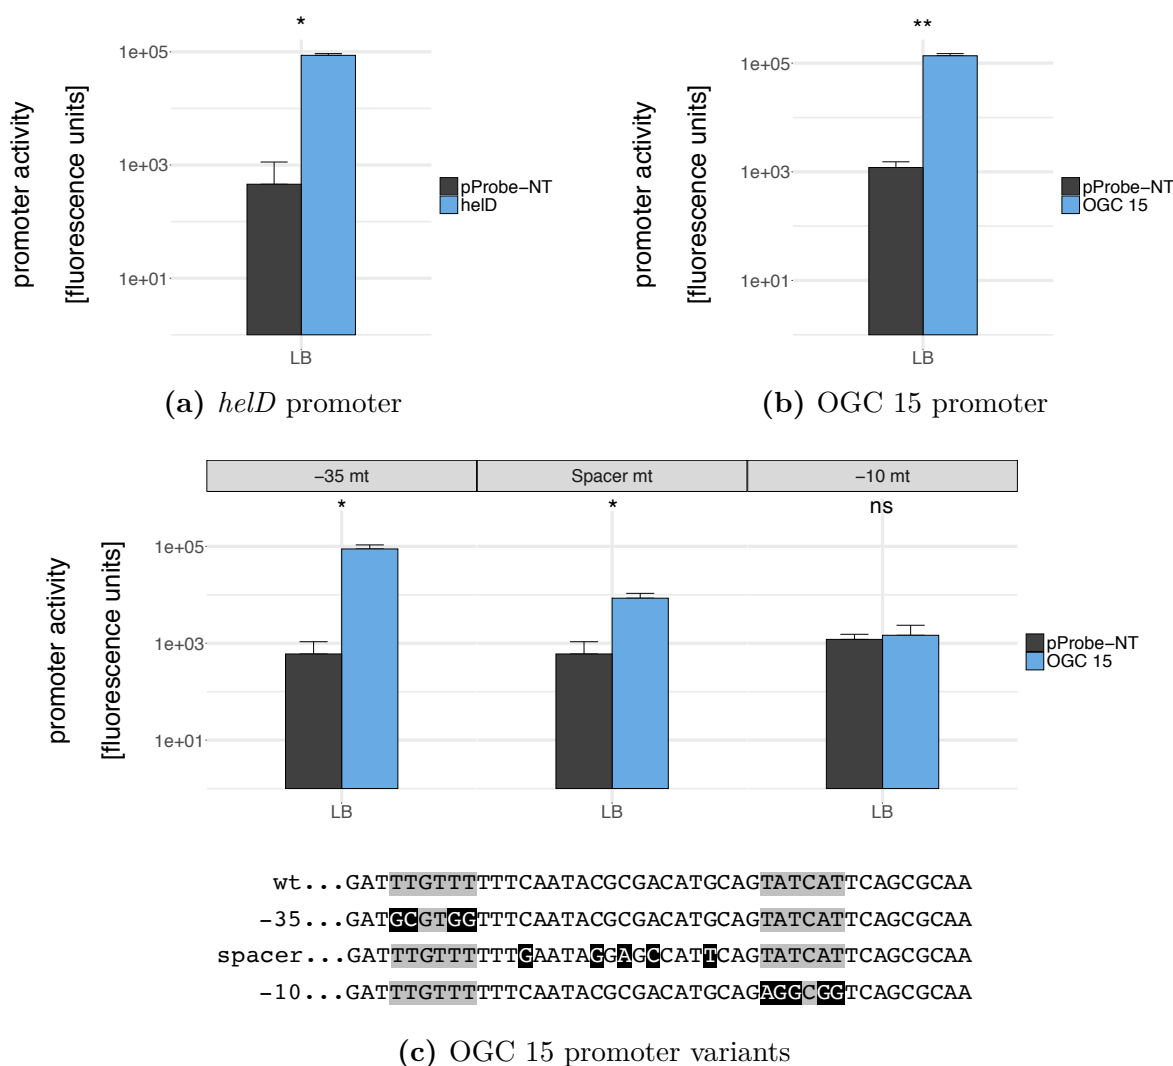 *
promoter activity
[fluorescence units]
1e+05
1e+03
1e+01
LB
pProbe−NT
helD
(a) helD promoter
**
promoter activity
[fluorescence units]
1e+05
1e+03
1e+01
LB
pProbe−NT
OGC 15
(b) OGC 15 promoter
−35 mt
Spacer mt
−10 mt
*
*
ns
promoter activity
[fluorescence units]
1e+05
1e+03
1e+01
LB
LB
LB
pProbe−NT
OGC 15
wt...GATTTGTTTTTTCAATACGCGACATGCAGTATCATTCAGCGCAA
-35...GATGCGTGGTTTCAATACGCGACATGCAGTATCATTCAGCGCAA
spacer...GATTTGTTTTTTGAATAGGAGCCATTCAGTATCATTCAGCGCAA
-10...GATTTGTTTTTTCAATACGCGACATGCAGAGGCGGTCAGCGCAA
(c) OGC 15 promoter variants